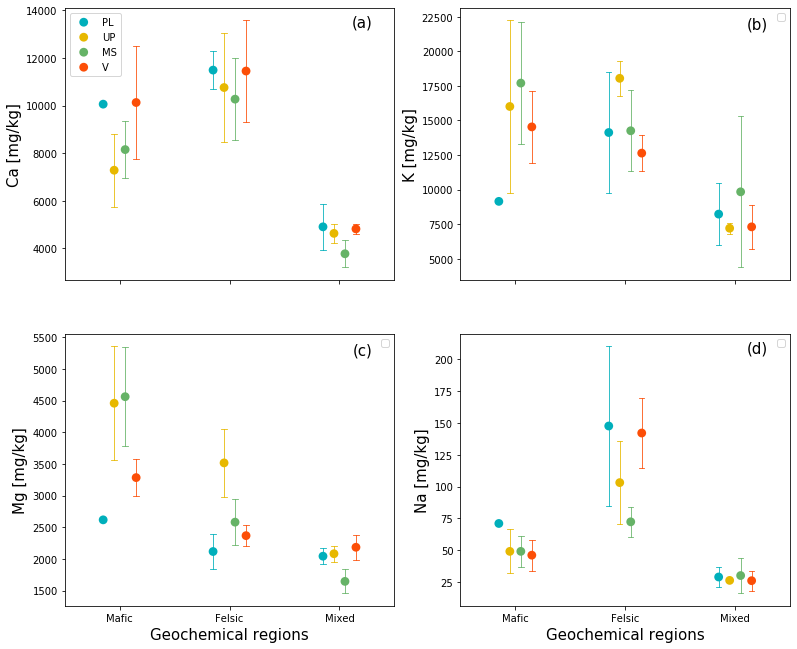 (a)
PL
UP
MS
V
14000
12000
10000
8000
6000
4000
Ca [mg/kg]
(b)
22500
20000
17500
15000
12500
10000
7500
5000
K [mg/kg]
(c)
5500
5000
4500
4000
3500
3000
2500
2000
1500
Mg [mg/kg]
Mafic Felsic Mixed
Geochemical regions
(d)
200
175
150
125
100
75
50
25
Na [mg/kg]
Mafic Felsic Mixed
Geochemical regions